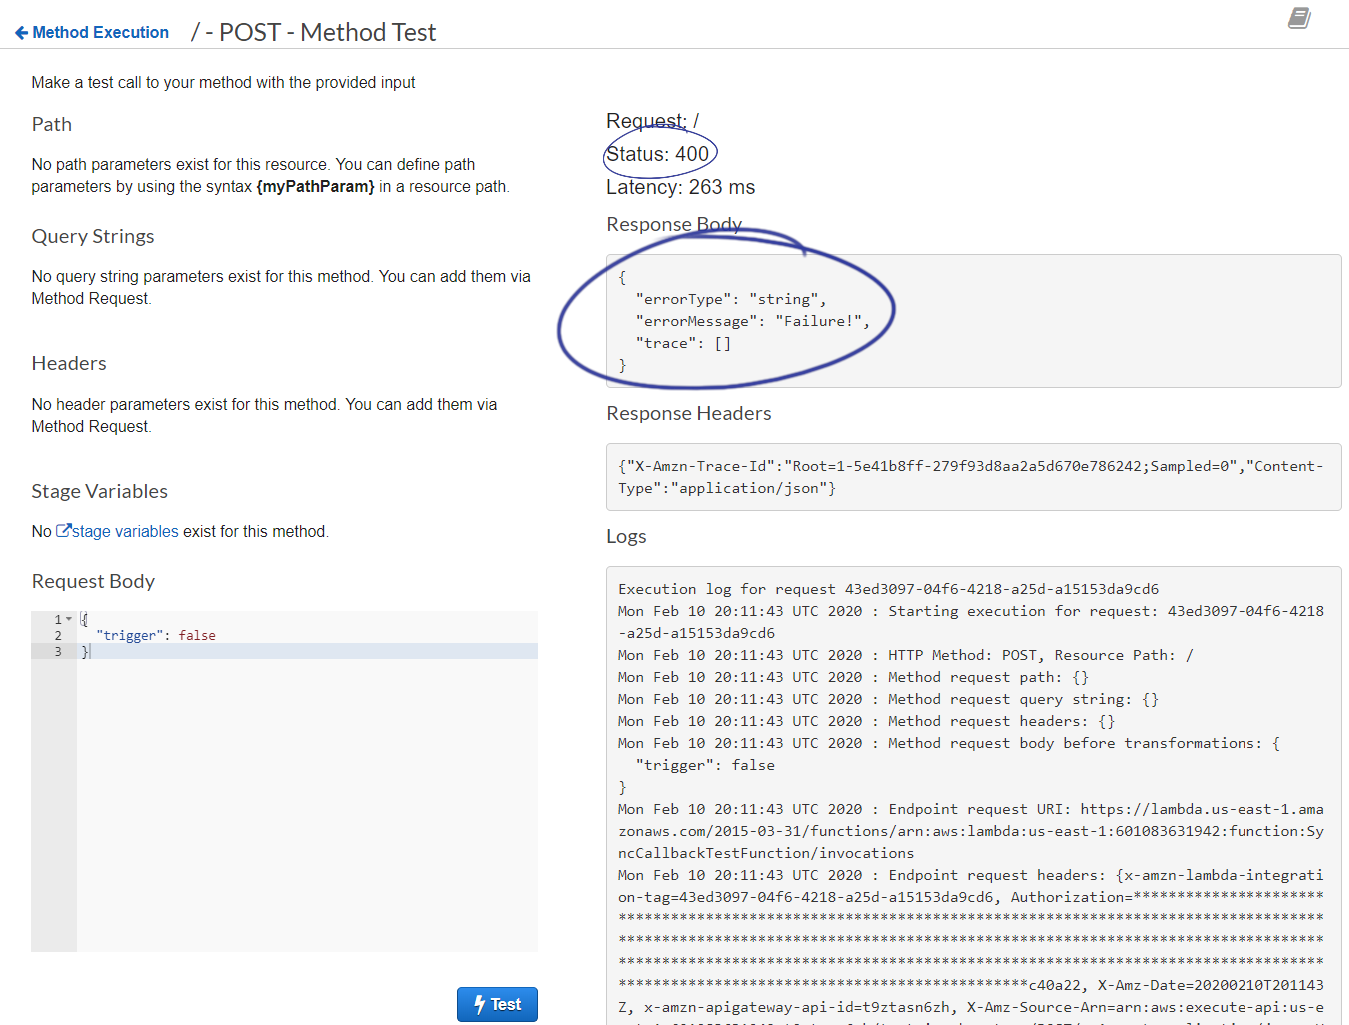 Method Execution / - POST - Method Test
Make a test call to your method with the provided input
Path
No path parameters exist for this resource. You can define path
parameters by using the syntax {myPathParam} in a resource path.
Query Strings
No query string parameters exist for this method. You can add them via
Method Request.
Headers
No header parameters exist for this method. You can add them via
Method Request.
Stage Variables
No stage variables exist for this method.
Request Body
1 {
2 "trigger": false
3 }
Test
Request: /
Status: 400
Latency: 263 ms
Response Body
{
"errorType": "string",
"errorMessage": "Failure!",
"trace": []
}
Response Headers
{"X-Amzn-Trace-Id":"Root=1-5e41b8ff-279f93d8aa2a5d670e786242;Sampled=0","Content-
Type":"application/json"}
Logs
Execution log for request 43ed3097-04f6-4218-a25d-a15153da9cd6
Mon Feb 10 20:11:43 UTC 2020 : Starting execution for request: 43ed3097-04f6-4218
-a25d-a15153da9cd6
Mon Feb 10 20:11:43 UTC 2020 : HTTP Method: POST, Resource Path: /
Mon Feb 10 20:11:43 UTC 2020 : Method request path: {}
Mon Feb 10 20:11:43 UTC 2020 : Method request query string: {}
Mon Feb 10 20:11:43 UTC 2020 : Method request headers: {}
Mon Feb 10 20:11:43 UTC 2020 : Method request body before transformations: {
"trigger": false
}
Mon Feb 10 20:11:43 UTC 2020 : Endpoint request URI: https://lambda.us-east-1.ama
zonaws.com/2015-03-31/functions/arn:aws:lambda:us-east-1:601083631942:function:Sy
ncCallbackTestFunction/invocations
Mon Feb 10 20:11:43 UTC 2020 : Endpoint request headers: {x-amzn-lambda-integrati
on-tag=43ed3097-04f6-4218-a25d-a15153da9cd6, Authorization=**********************
*********************************************************************************
*********************************************************************************
*********************************************************************************
***********************************************c40a22, X-Amz-Date=20200210T201143
Z, x-amzn-apigateway-api-id=t9ztasn6zh, X-Amz-Source-Arn=arn:aws:execute-api:us-e